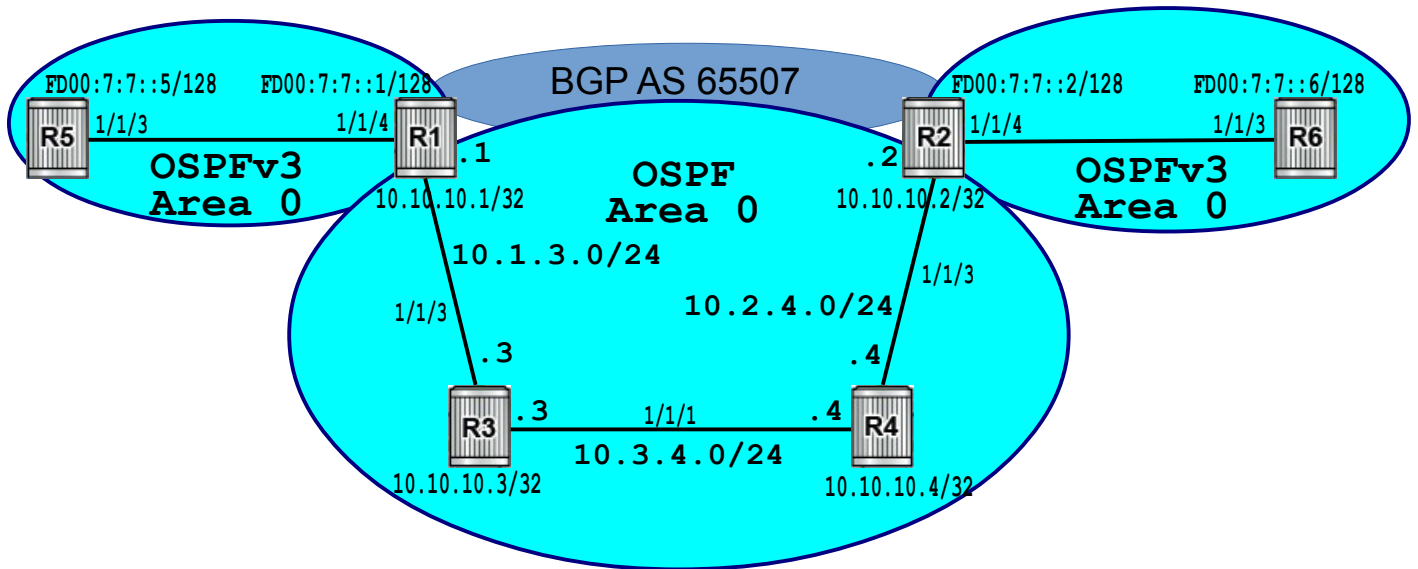 BGP AS 65507
FD00:7:7::5/128
FD00:7:7::1/128
FD00:7:7::2/128
FD00:7:7::6/128
R5
1/1/3
1/1/4
R1
.1
.2
R2
1/1/4
1/1/3
R6
OSPFv3
Area 0
OSPF
Area 0
OSPFv3
Area 0
10.10.10.1/32
10.10.10.2/32
10.1.3.0/24
10.2.4.0/24
1/1/3
1/1/3
.3
.4
R3
.3
1/1/1
.4
R4
10.3.4.0/24
10.10.10.3/32
10.10.10.4/32